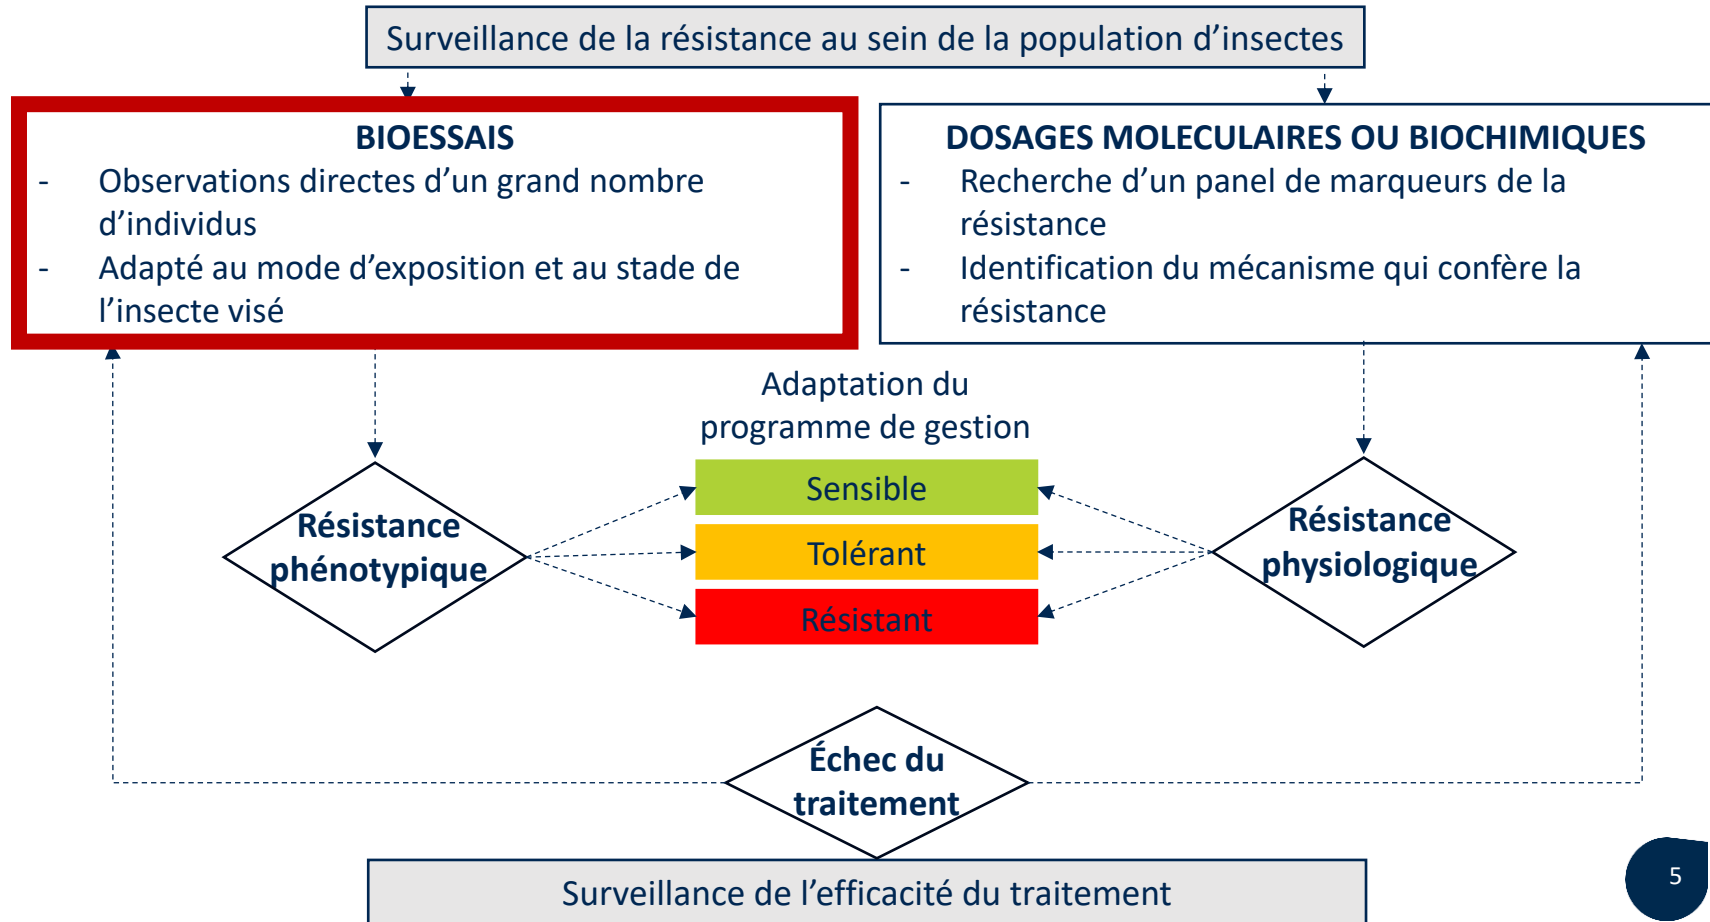 Surveillance de la résistance au sein de la population d’insectes
BIOESSAIS
- Observations directes d’un grand nombre
d’individus
- Adapté au mode d’exposition et au stade de
l’insecte visé
DOSAGES MOLECULAIRES OU BIOCHIMIQUES
- Recherche d’un panel de marqueurs de la
résistance
- Identification du mécanisme qui confère la
résistance
Adaptation du
programme de gestion
Sensible
Tolérant
Résistant
Résistance
phénotypique
Résistance
physiologique
Échec du
traitement
Surveillance de l’efficacité du traitement
5